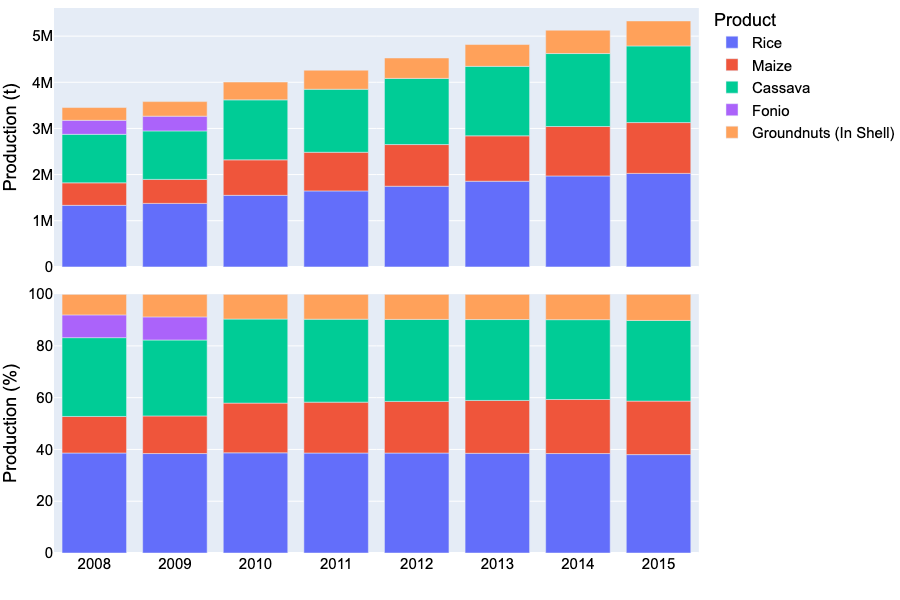 Product
Rice
Maize
Cassava
Fonio
Groundnuts (In Shell)
Production (t)
5M
4M
3M
2M
1M
0
Production (%)
100
80
60
40
20
0
2008 2009 2010 2011 2012 2013 2014 2015